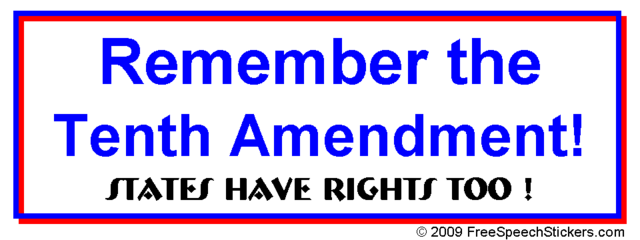 Remember the
Tenth Amendment!
STATES HAVE RIGHTS TOO !
© 2009 FreeSpeechStickers.com